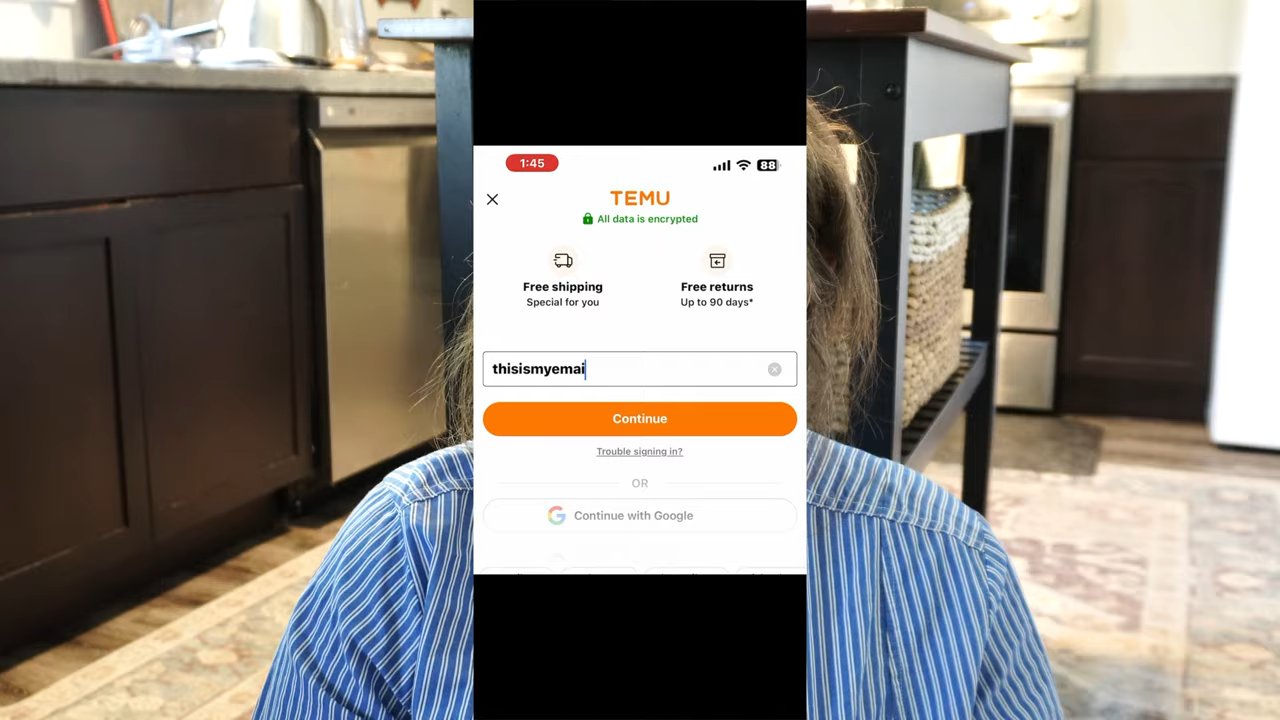 1:45
88
TEMU
All data is encrypted
Free shipping
Special for you
Free returns
Up to 90 days*
thisismyemai
Continue
Trouble signing in?
OR
Continue with Google